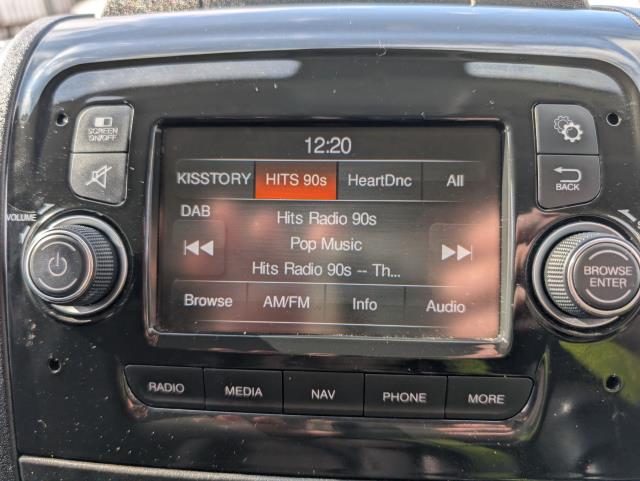 12:20
SCREEN
ON/OFF
KISSTORY HITS 90s HeartDnc All
DAB
Hits Radio 90s
Pop Music
Hits Radio 90s -- Th...
Browse AM/FM Info Audio
BACK
VOLUME
BROWSE
ENTER
RADIO MEDIA NAV PHONE MORE